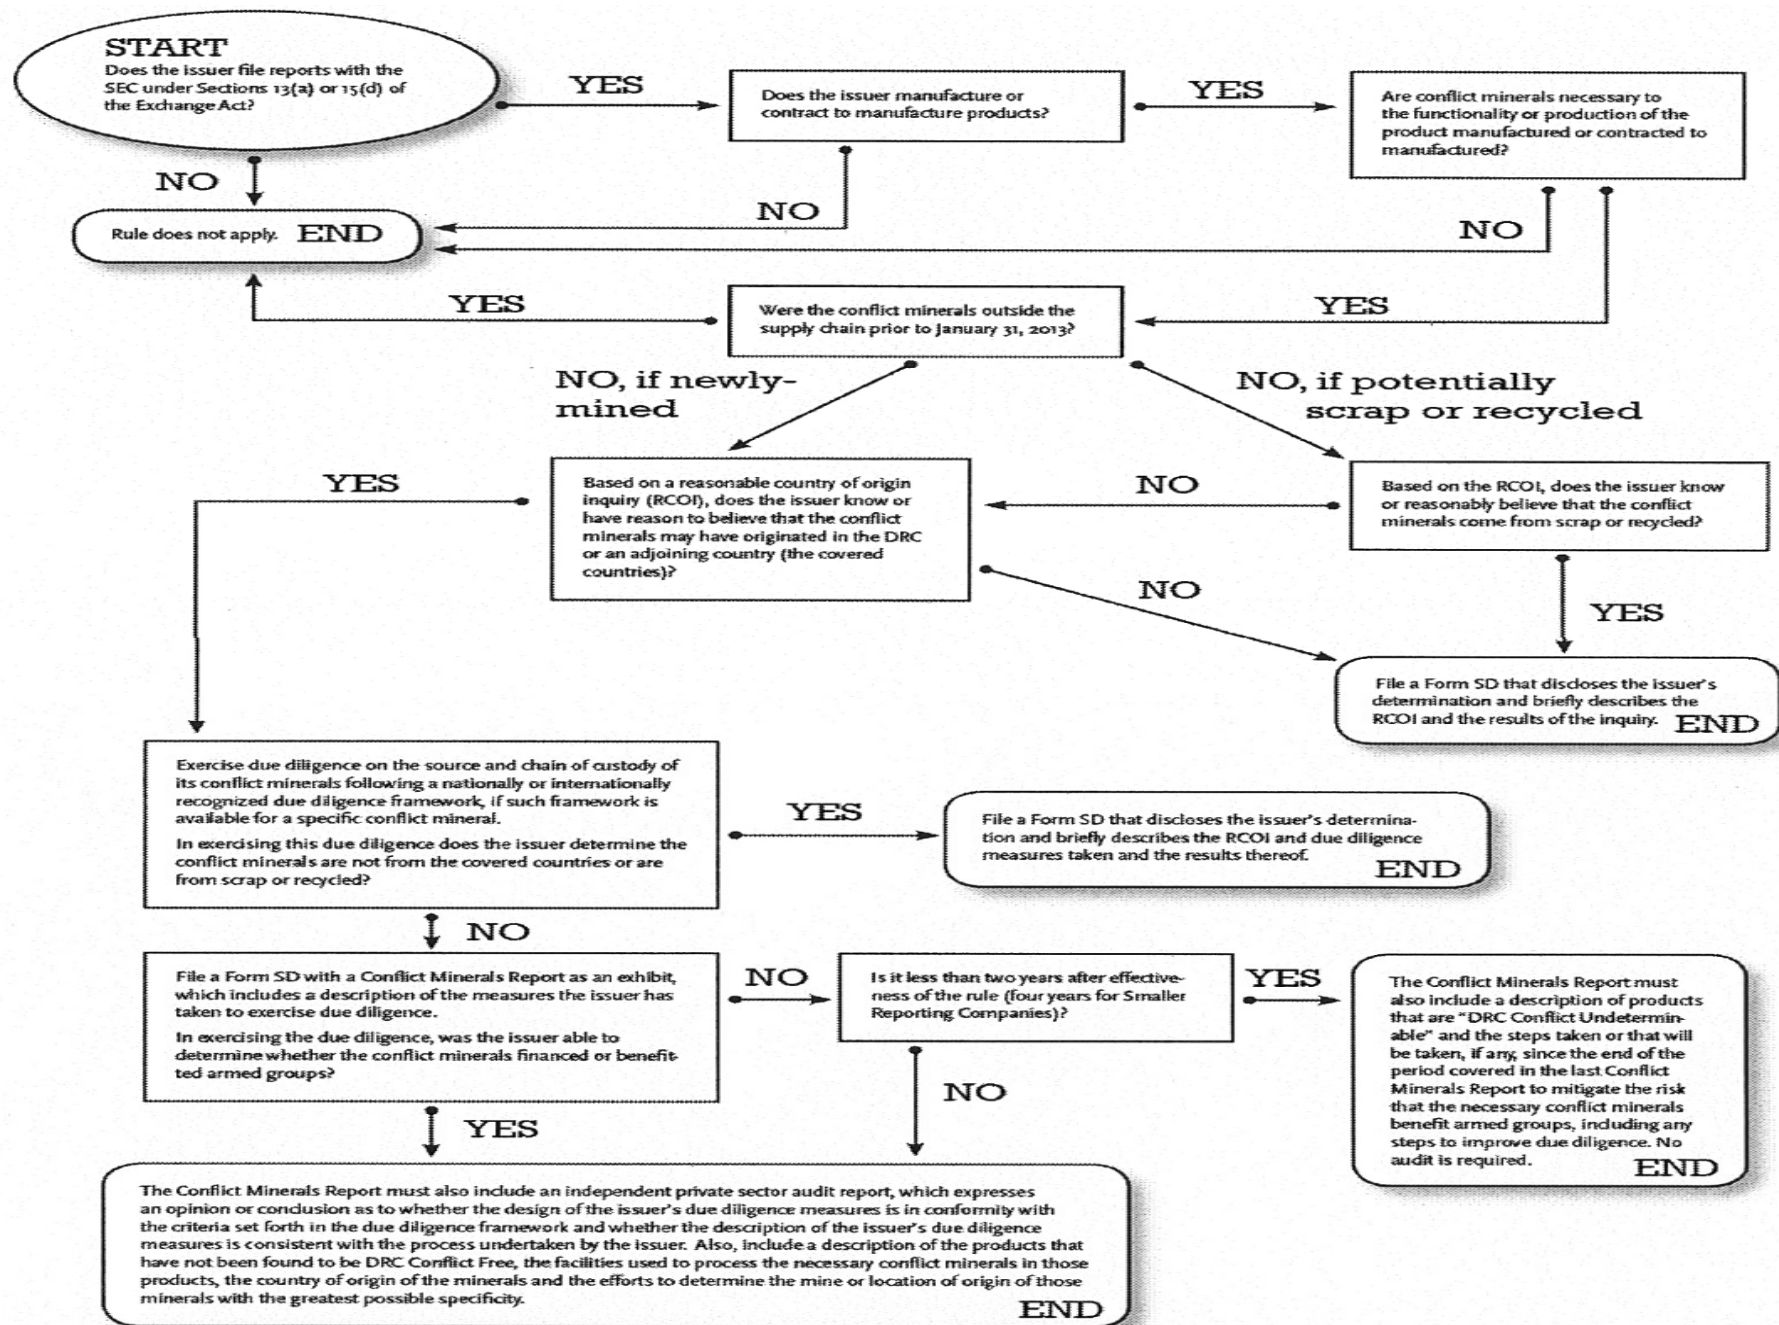 START
Does the issuer file reports with the
SEC under Sections 13(a) or 15(d) of
the Exchange Act?
YES
Does the issuer manufacture or
contract to manufacture products?
YES
Are conflict minerals necessary to
the functionality or production of the
product manufactured or contracted to
manufactured?
NO
Rule does not apply. END
NO
NO
YES
Were the conflict minerals outside the
supply chain prior to January 31, 2013?
YES
NO, if newly-
mined
NO, if potentially
scrap or recycled
YES
Based on a reasonable country of origin
inquiry (RCOI), does the issuer know or
have reason to believe that the conflict
minerals may have originated in the DRC
or an adjoining country (the covered
countries)?
NO
Based on the RCOI, does the issuer know
or reasonably believe that the conflict
minerals come from scrap or recycled?
NO
YES
File a Form SD that discloses the issuer's
determination and briefly describes the
RCOI and the results of the inquiry. END
Exercise due diligence on the source and chain of custody of
its conflict minerals following a nationally or internationally
recognized due diligence framework, if such framework is
available for a specific conflict mineral.
In exercising this due diligence does the issuer determine the
conflict minerals are not from the covered countries or are
from scrap or recycled?
YES
File a Form SD that discloses the issuer's determina-
tion and briefly describes the RCOI and due diligence
measures taken and the results thereof.
END
NO
File a Form SD with a Conflict Minerals Report as an exhibit,
which includes a description of the measures the issuer has
taken to exercise due diligence.
In exercising the due diligence, was the issuer able to
determine whether the conflict minerals financed or benefit-
ted armed groups?
NO
Is it less than two years after effective-
ness of the rule (four years for Smaller
Reporting Companies)?
YES
The Conflict Minerals Report must
also include a description of products
that are "DRC Conflict Undetermin-
able" and the steps taken or that will
be taken, if any, since the end of the
period covered in the last Conflict
Minerals Report to mitigate the risk
that the necessary conflict minerals
benefit armed groups, including any
steps to improve due diligence. No
audit is required. END
YES
NO
The Conflict Minerals Report must also include an independent private sector audit report, which expresses
an opinion or conclusion as to whether the design of the issuer's due diligence measures is in conformity with
the criteria set forth in the due diligence framework and whether the description of the issuer's due diligence
measures is consistent with the process undertaken by the issuer. Also, include a description of the products that
have not been found to be DRC Conflict Free, the facilities used to process the necessary conflict minerals in those
products, the country of origin of the minerals and the efforts to determine the mine or location of origin of those
minerals with the greatest possible specificity.
END